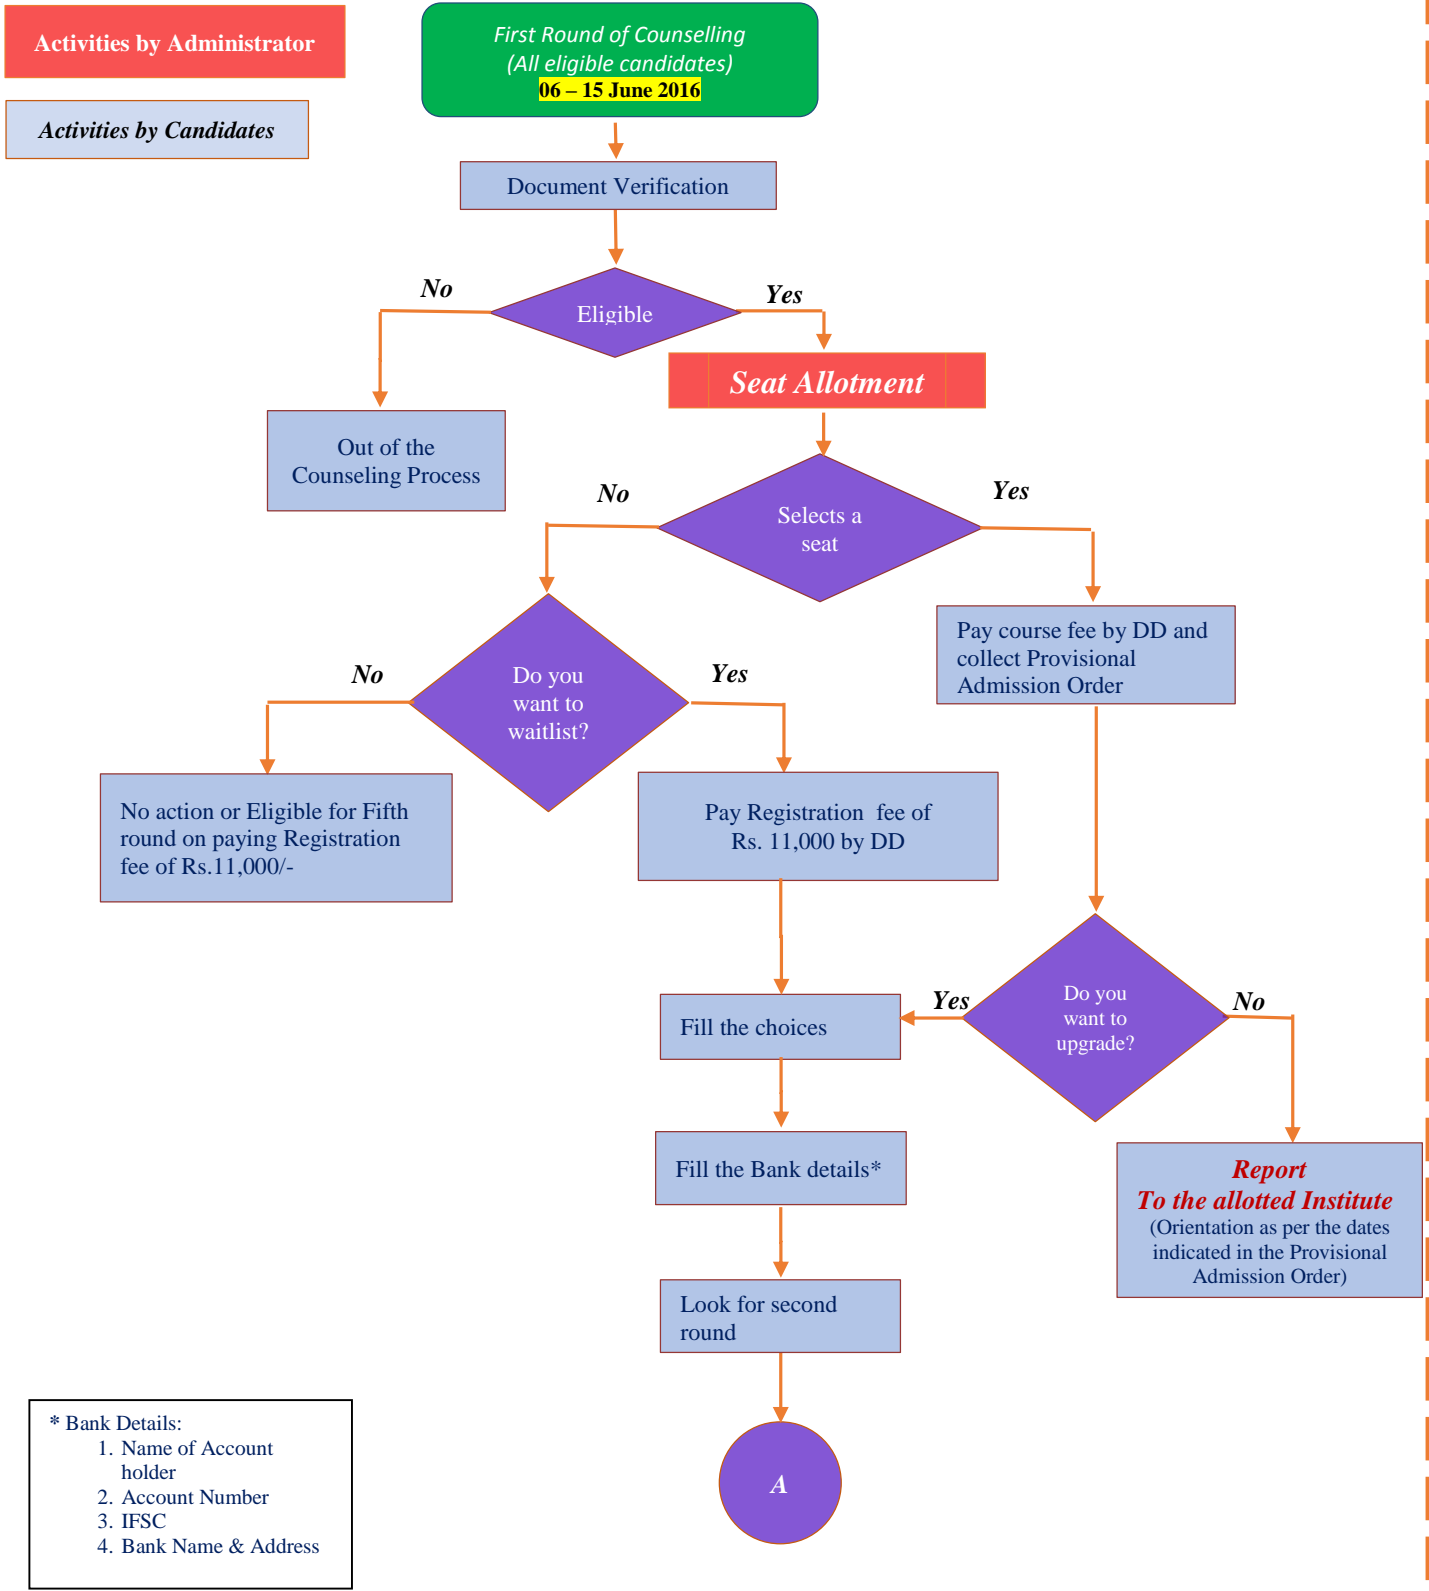 Activities by Administrator
First Round of Counselling
(All eligible candidates)
06 – 15 June 2016
Activities by Candidates
Document Verification
No
Yes
Eligible
Seat Allotment
Out of the
Counseling Process
No
Yes
Selects a
seat
Pay course fee by DD and
collect Provisional
Admission Order
No
Yes
Do you
want to
waitlist?
No action or Eligible for Fifth
round on paying Registration
fee of Rs.11,000/-
Pay Registration fee of
Rs. 11,000 by DD
Fill the choices
Yes
No
Do you
want to
upgrade?
Fill the Bank details*
Report
To the allotted Institute
(Orientation as per the dates
indicated in the Provisional
Admission Order)
Look for second
round
A
* Bank Details:
1. Name of Account
holder
2. Account Number
3. IFSC
4. Bank Name & Address